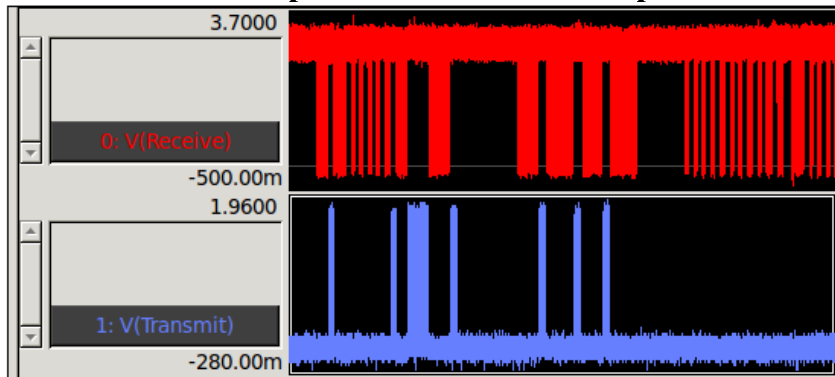 3.7000
0: V(Receive)
-500.00m
1.9600
1: V(Transmit)
-280.00m